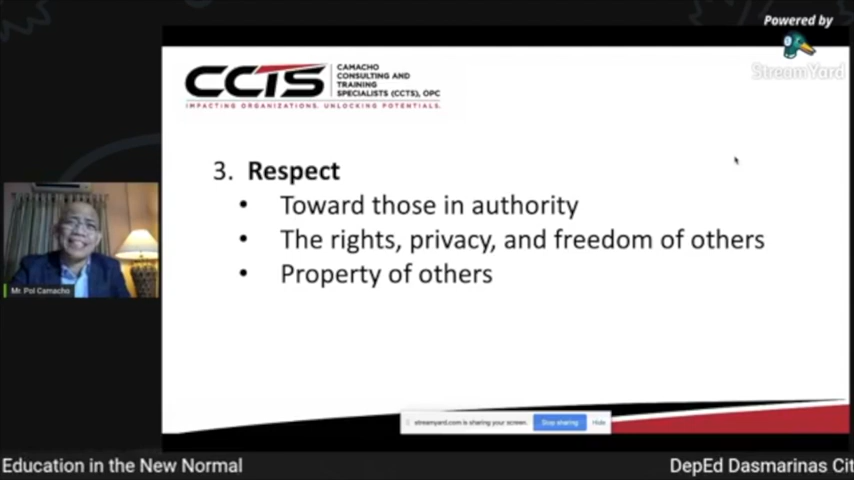 Powered by
StreamYard
CCTS
CAMACHO
CONSULTING AND
TRAINING
SPECIALISTS (CCTS), OPC
IMPACTING ORGANIZATIONS. UNLOCKING POTENTIALS.
3. Respect
• Toward those in authority
• The rights, privacy, and freedom of others
• Property of others
Mr. Pol Camacho
streamyard.com is sharing your screen.
Stop sharing
Hide
Education in the New Normal
DepEd Dasmarinas Cit